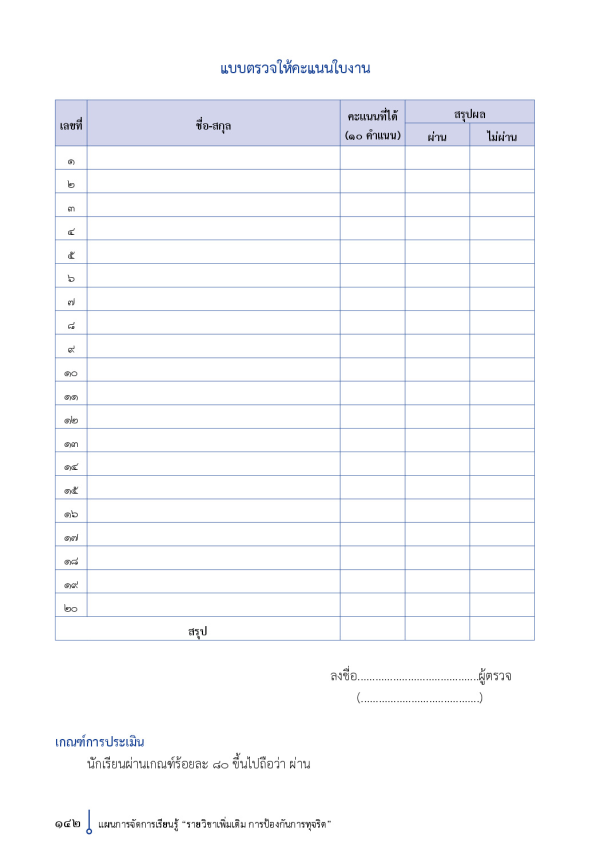 แบบตรวจให้คะแนนใบงาน
เลขที่ ชื่อ-สกุล คะแนนที่ได้ (๑๐ คำแนน) สรุปผล
ผ่าน ไม่ผ่าน
๑
๒
๓
๔
๕
๖
๗
๘
๙
๑๐
๑๑
๑๒
๑๓
๑๔
๑๕
๑๖
๑๗
๑๘
๑๙
๒๐
สรุป
ลงชื่อ.........................................ผู้ตรวจ
(........................................)
เกณฑ์การประเมิน
นักเรียนผ่านเกณฑ์ร้อยละ ๘๐ ขึ้นไปถือว่า ผ่าน
๑๔๒ แผนการจัดการเรียนรู้ “รายวิชาเพิ่มเติม การป้องกันการทุจริต”